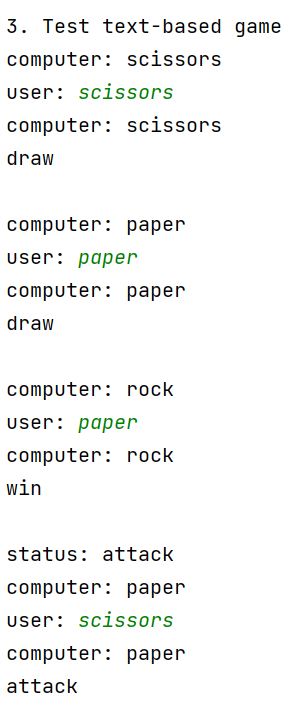 3. Test text-based game
computer: scissors
user: scissors
computer: scissors
draw

computer: paper
user: paper
computer: paper
draw

computer: rock
user: paper
computer: rock
win

status: attack
computer: paper
user: scissors
computer: paper
attack